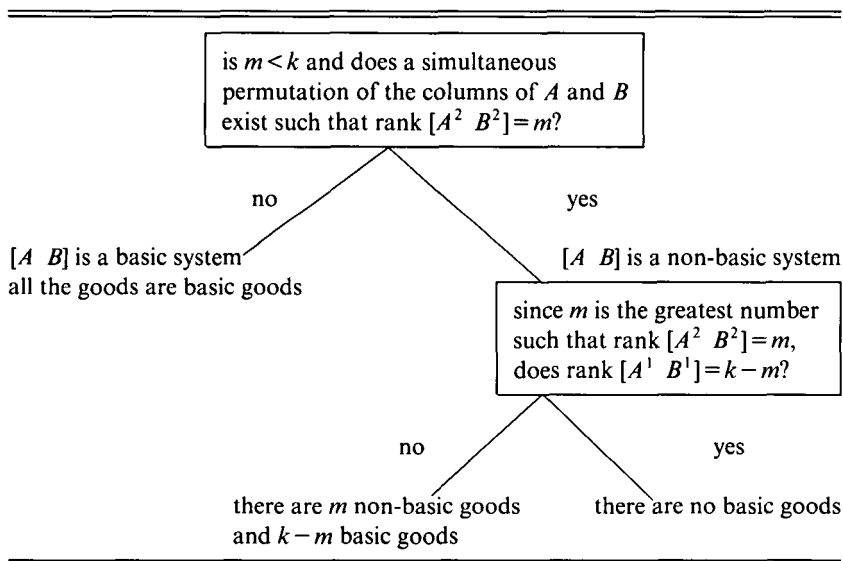 is m < k and does a simultaneous
permutation of the columns of A and B
exist such that rank [A² B²] = m?
no
yes
[A B] is a basic system
all the goods are basic goods
[A B] is a non-basic system
since m is the greatest number
such that rank [A² B²] = m,
does rank [A¹ B¹] = k − m?
no
yes
there are m non-basic goods
and k − m basic goods
there are no basic goods